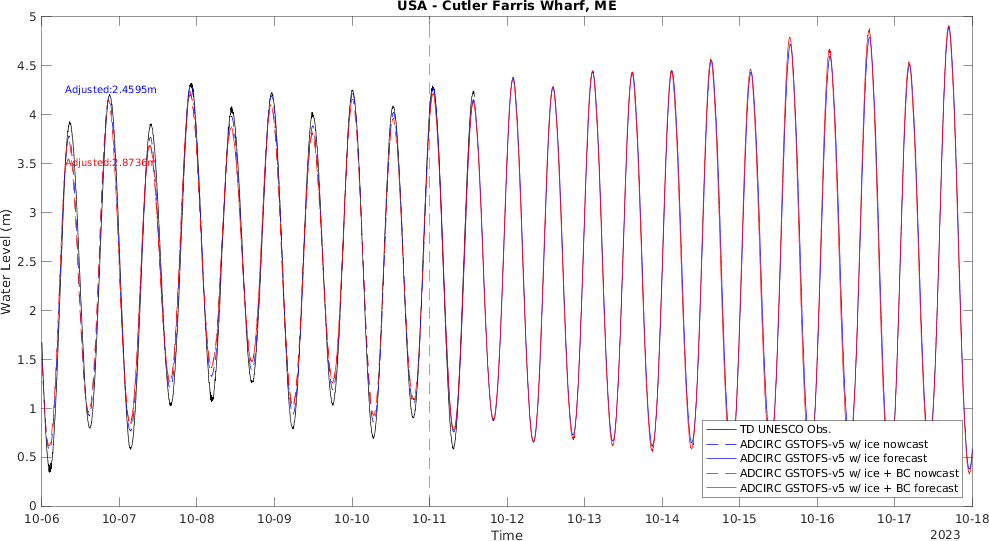 USA - Cutler Farris Wharf, ME
5
4.5
4
3.5
3
2.5
2
1.5
1
0.5
0
Water Level (m)
Adjusted:2.4595m
Adjusted:2.8736m
TD UNESCO Obs.
ADCIRC GSTOFS-v5 w/ ice nowcast
ADCIRC GSTOFS-v5 w/ ice forecast
ADCIRC GSTOFS-v5 w/ ice + BC nowcast
ADCIRC GSTOFS-v5 w/ ice + BC forecast
10-06 10-07 10-08 10-09 10-10 10-11 10-12 10-13 10-14 10-15 10-16 10-17 10-18
Time
2023